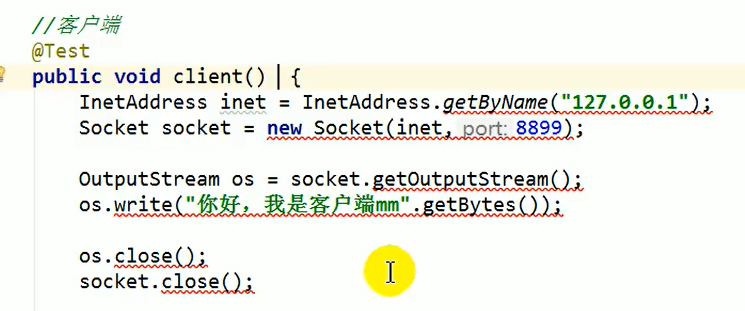 //客户端
@Test
public void client() {
InetAddress inet = InetAddress.getByName("127.0.0.1");
Socket socket = new Socket(inet, port: 8899);
OutputStream os = socket.getOutputStream();
os.write("你好，我是客户端mm".getBytes());
os.close();
socket.close();